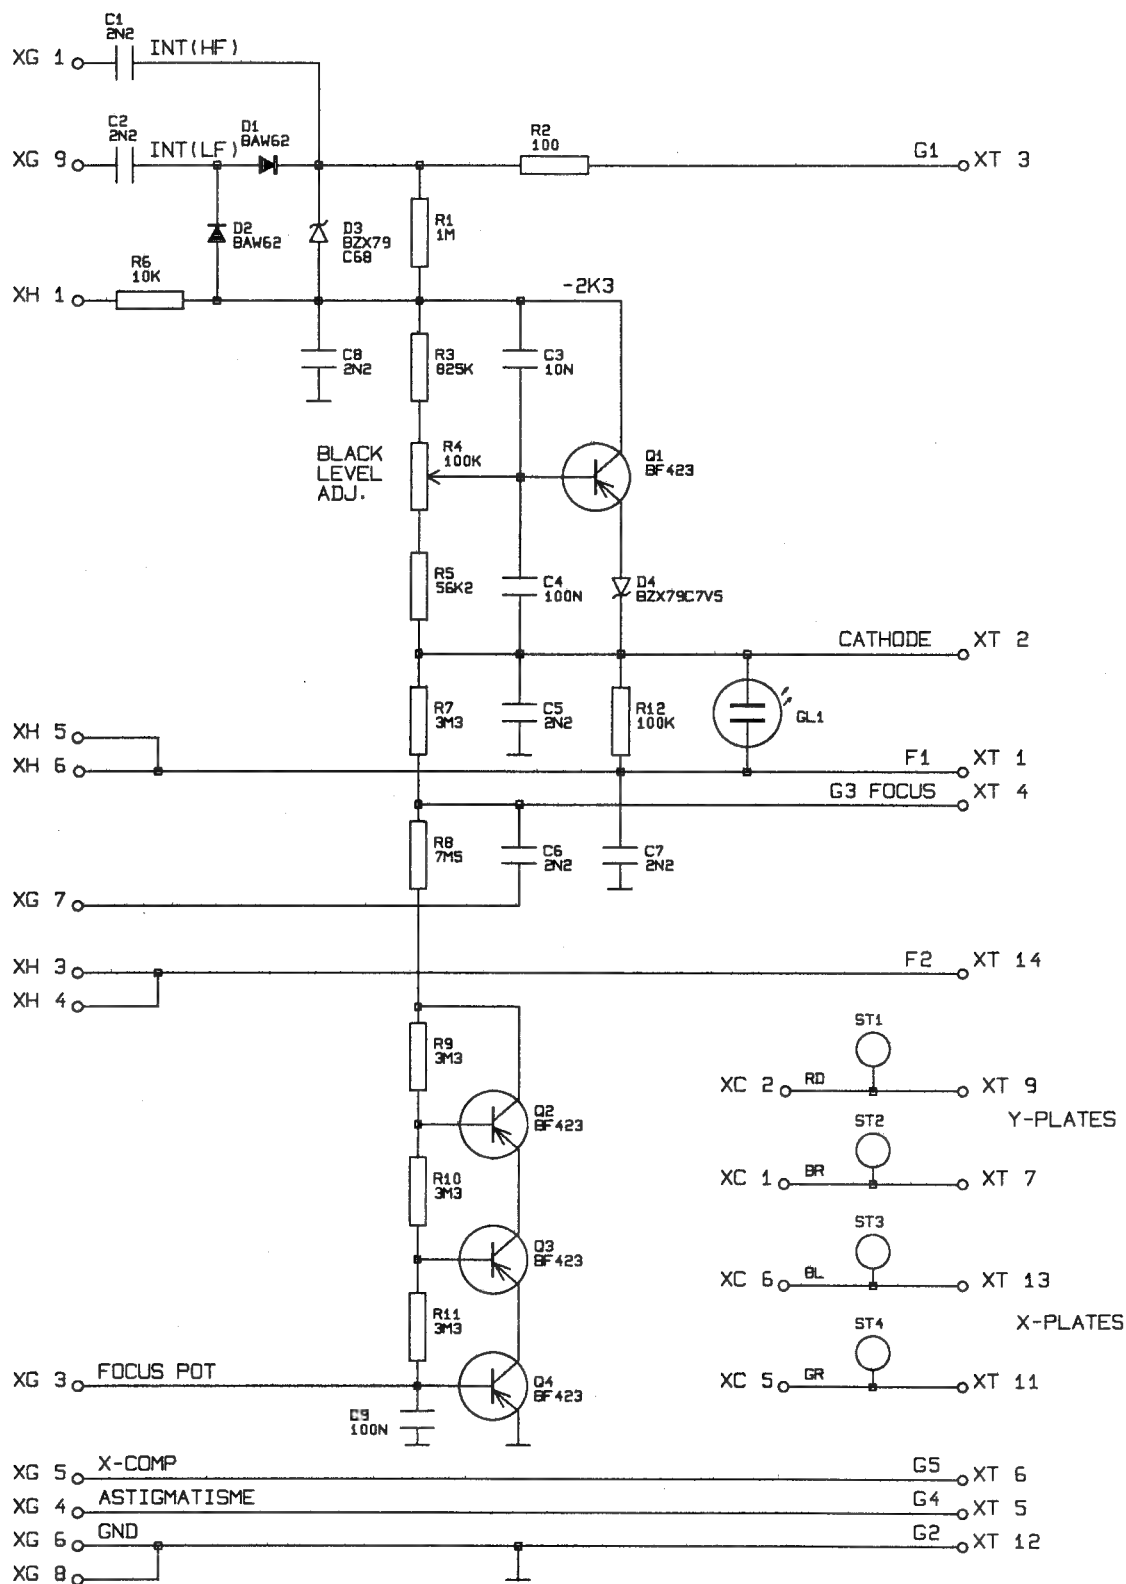 C1
2N2
XG 1
INT(HF)
C2
2N2
D1
BAW62
XG 9
INT(LF)
R2
100
G1
XT 3
D2
BAW62
D3
BZX79
C68
R1
1M
R6
10K
XH 1
-2K3
C8
2N2
R3
825K
C3
10N
BLACK
LEVEL
ADJ.
R4
100K
Q1
BF423
R5
56K2
C4
100N
D4
BZX79C7V5
CATHODE
XT 2
R7
3M3
C5
2N2
R12
100K
GL1
XH 5
XH 6
F1
XT 1
G3 FOCUS
XT 4
R8
7M5
C6
2N2
C7
2N2
XG 7
XH 3
F2
XT 14
XH 4
R9
3M3
ST1
XC 2
RD
XT 9
Q2
BF423
Y-PLATES
ST2
R10
3M3
XC 1
BR
XT 7
Q3
BF423
ST3
XC 6
BL
XT 13
R11
3M3
X-PLATES
ST4
XG 3
FOCUS POT
Q4
BF423
XC 5
GR
XT 11
C9
100N
XG 5
X-COMP
G5
XT 6
XG 4
ASTIGMATISME
G4
XT 5
XG 6
GND
G2
XT 12
XG 8